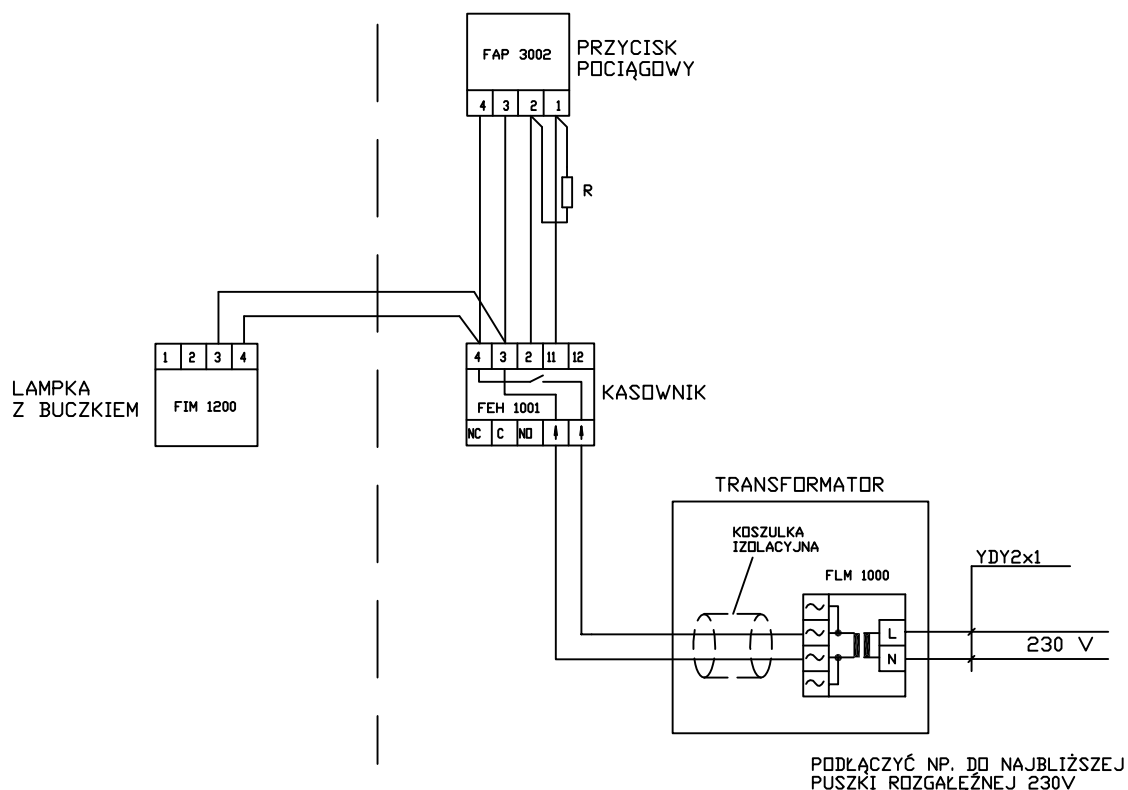 FAP 3002
PRZYCISK
POCIĄGOWY
4 3 2 1
R
1 2 3 4
FIM 1200
LAMPKA
Z BUCZKIEM
4 3 2 11 12
KASOWNIK
FEH 1001
NC C NO
TRANSFORMATOR
KOSZULKA
IZOLACYJNA
FLM 1000
YDY2x1
L
N
230 V
PODŁĄCZYĆ NP. DO NAJBLIŻSZEJ
PUSZKI ROZGAŁEŹNEJ 230V